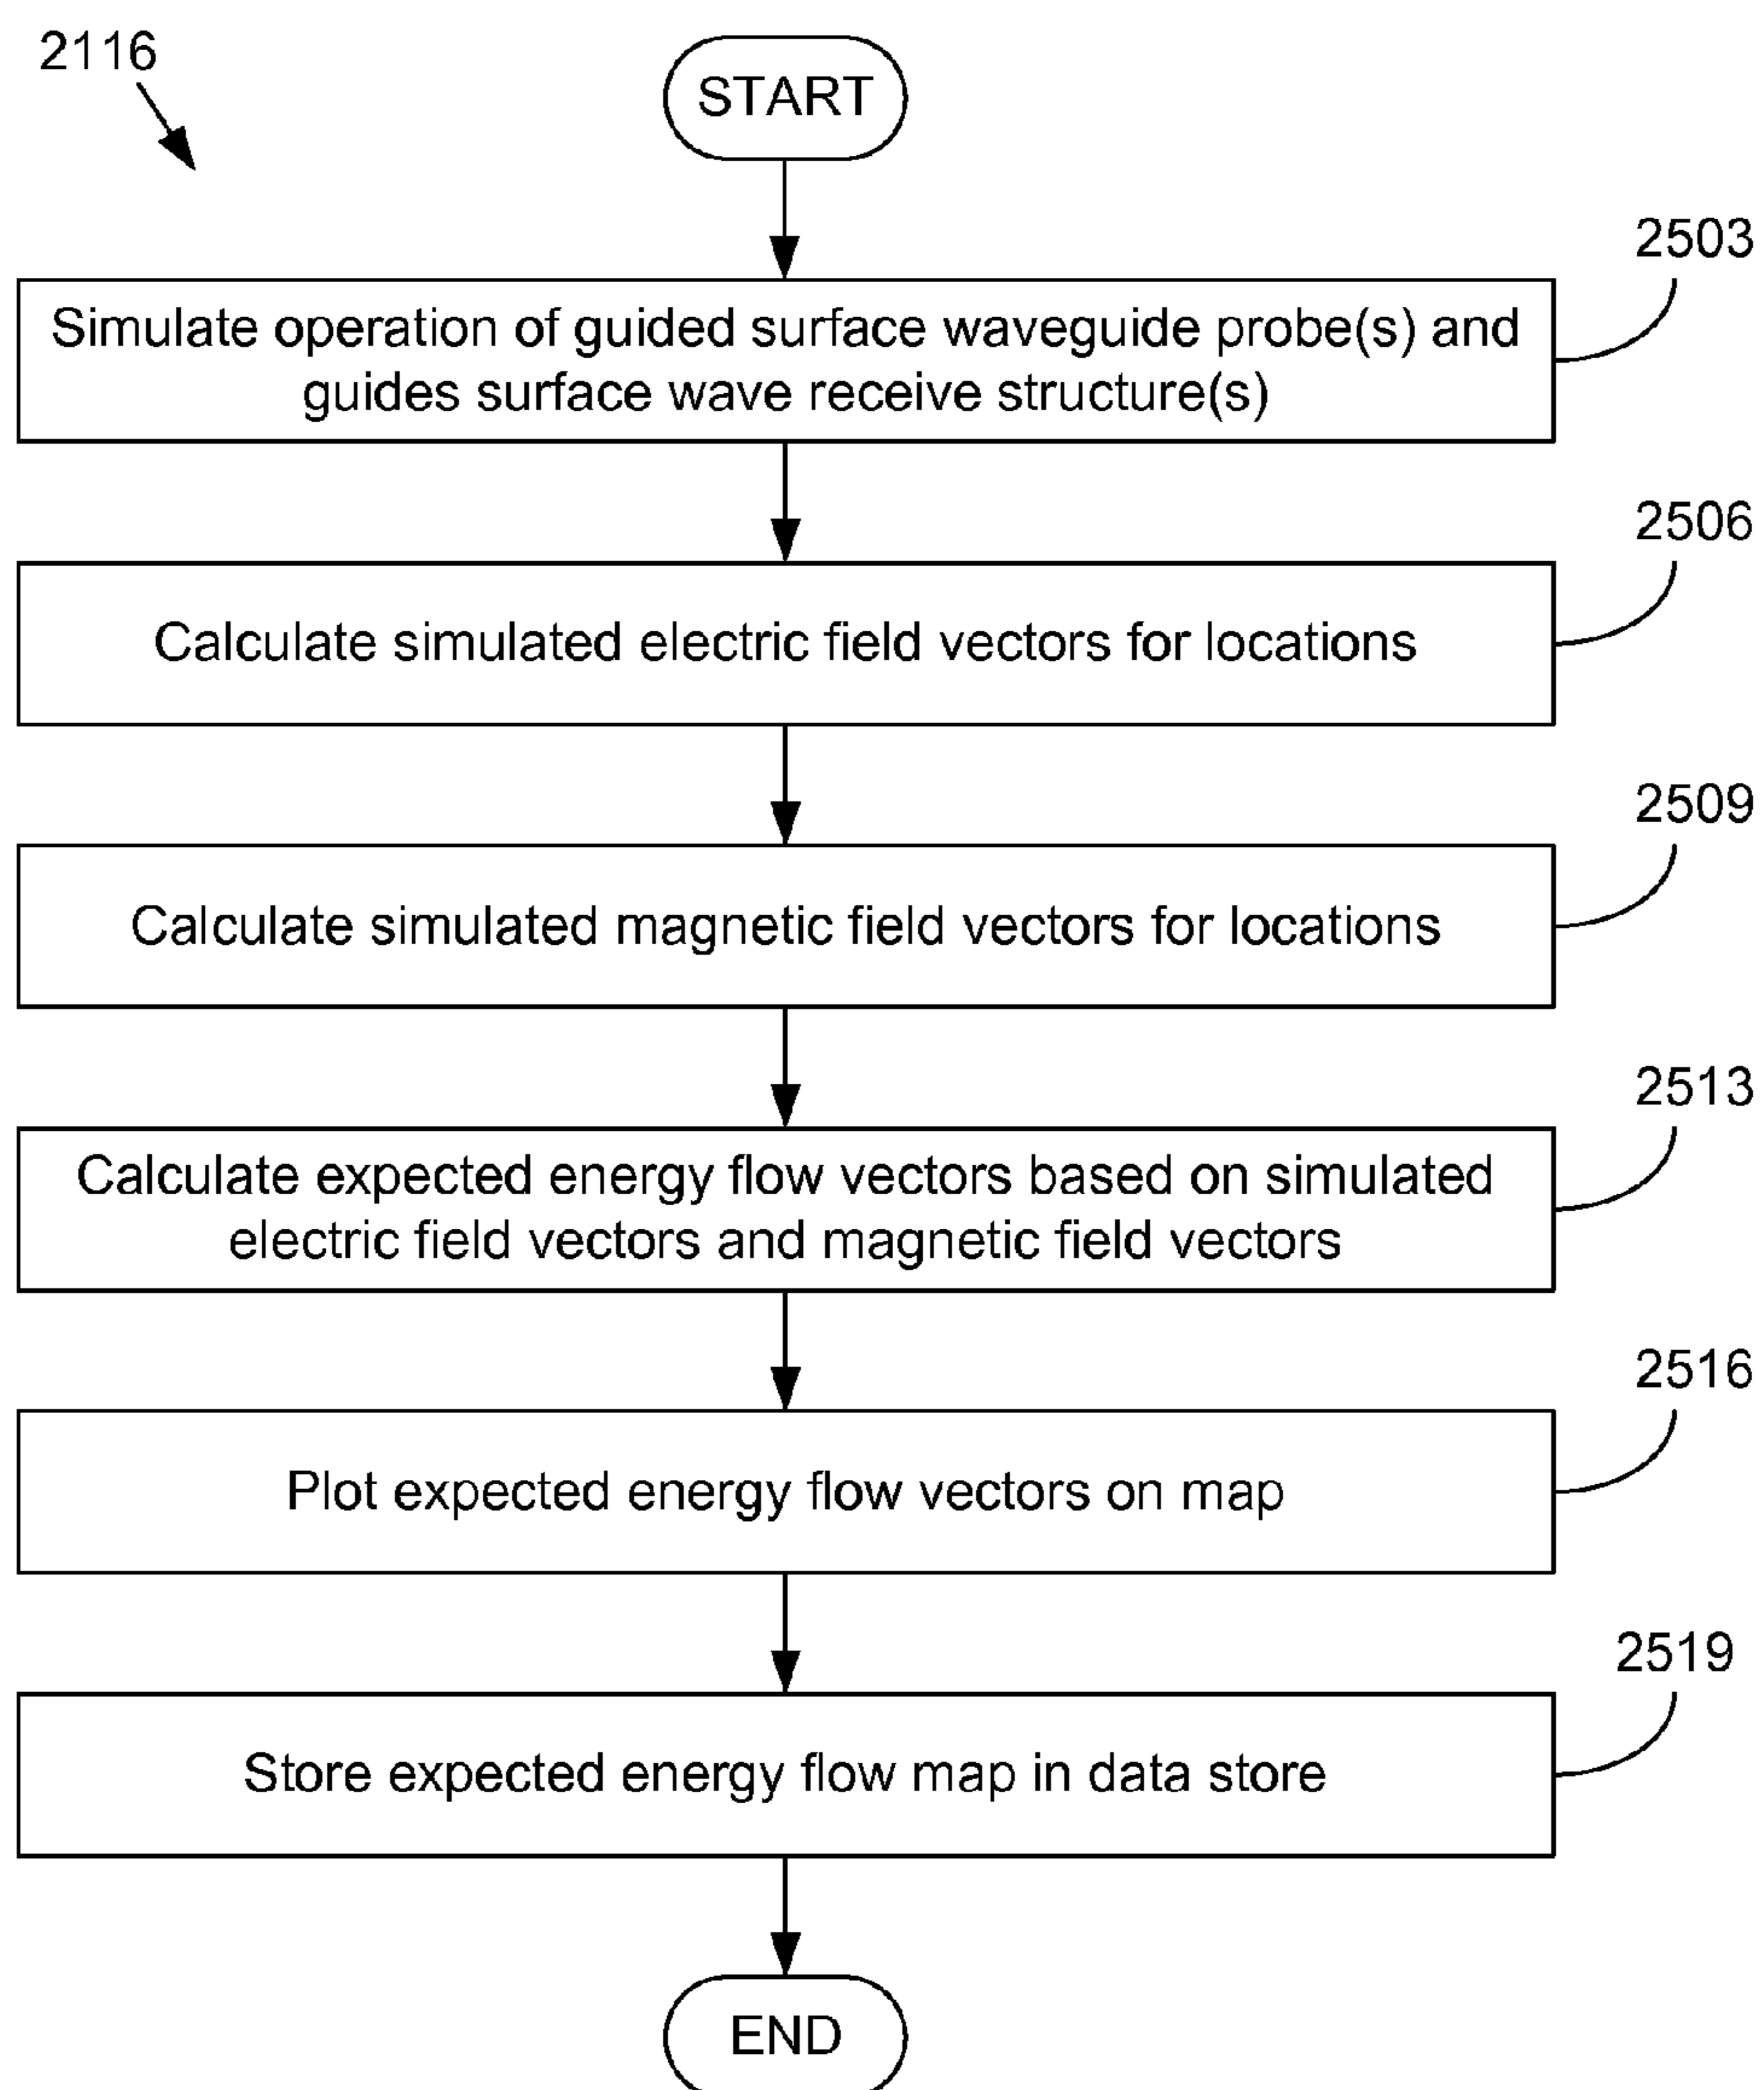 2116
START
2503
Simulate operation of guided surface waveguide probe(s) and
guides surface wave receive structure(s)
2506
Calculate simulated electric field vectors for locations
2509
Calculate simulated magnetic field vectors for locations
2513
Calculate expected energy flow vectors based on simulated
electric field vectors and magnetic field vectors
2516
Plot expected energy flow vectors on map
2519
Store expected energy flow map in data store
END